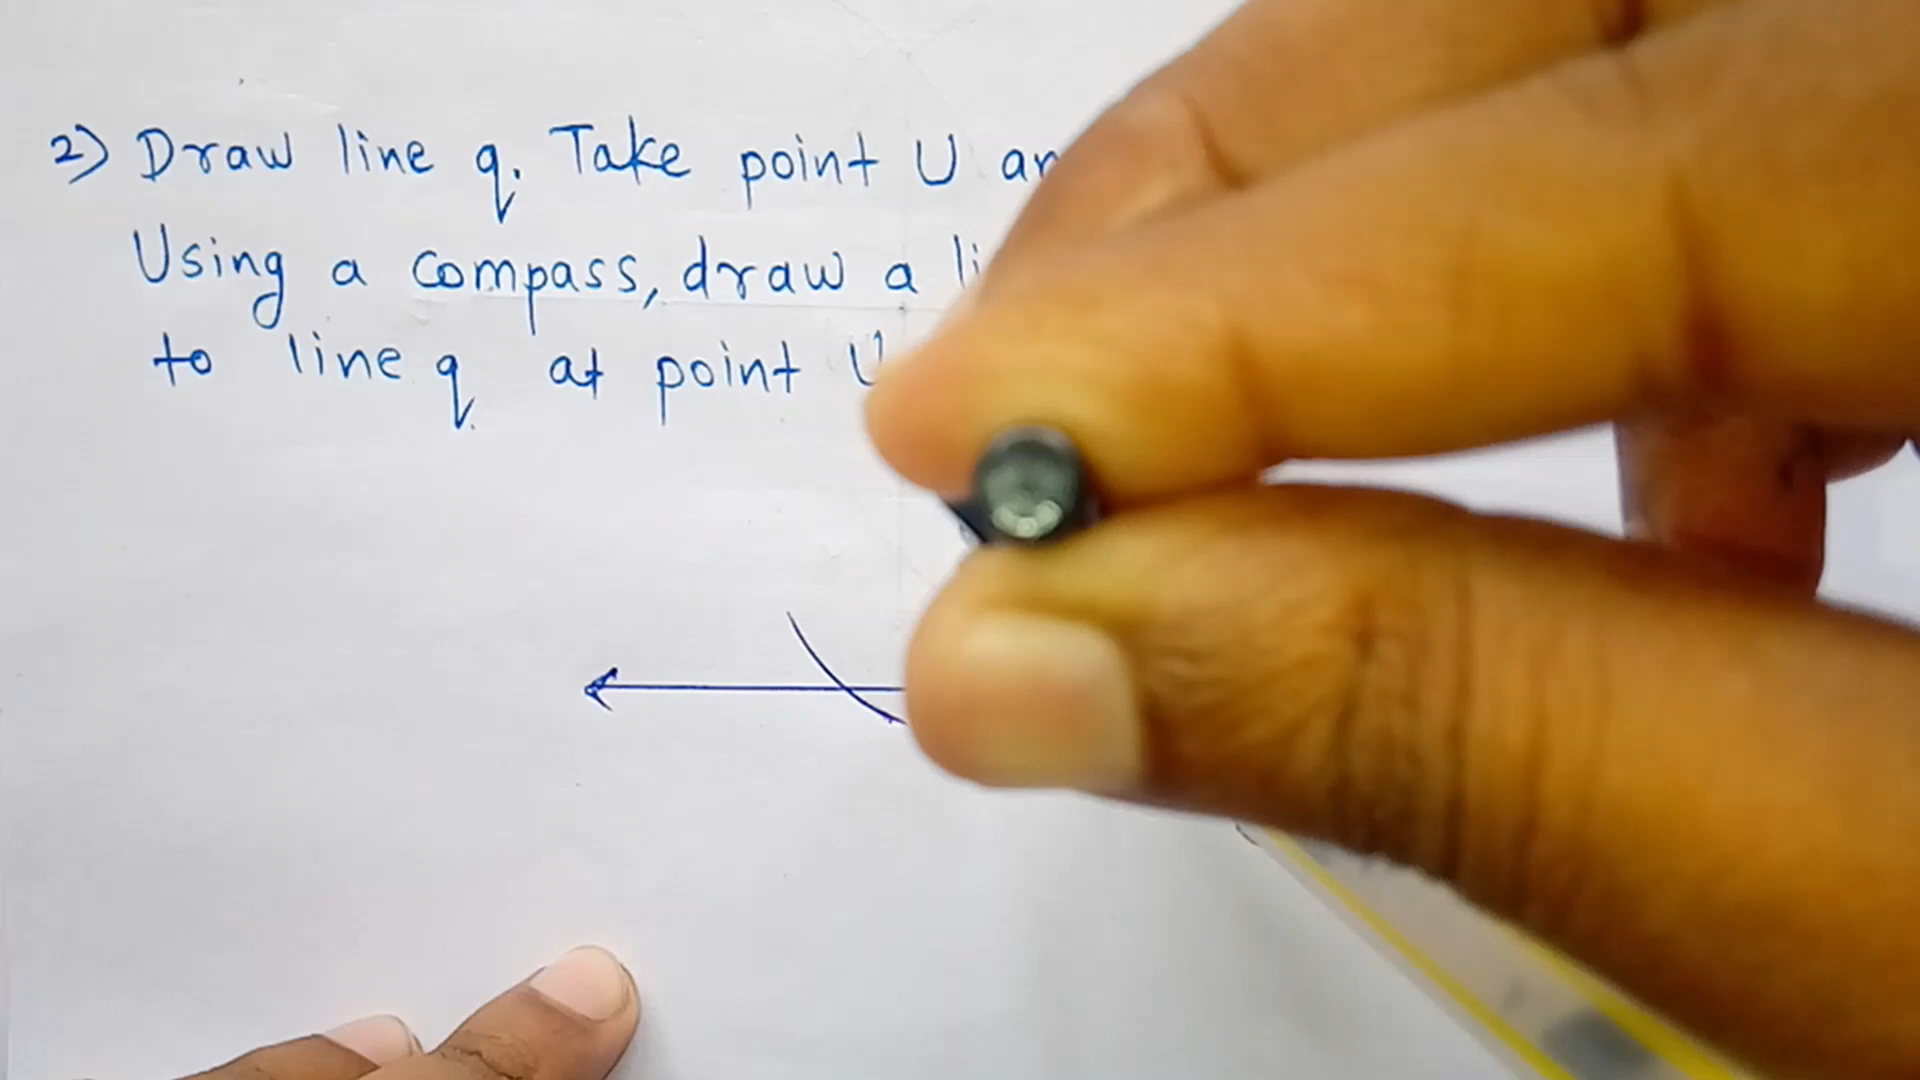 2) Draw line q. Take point U
Using a compass, draw a
to line q at point U